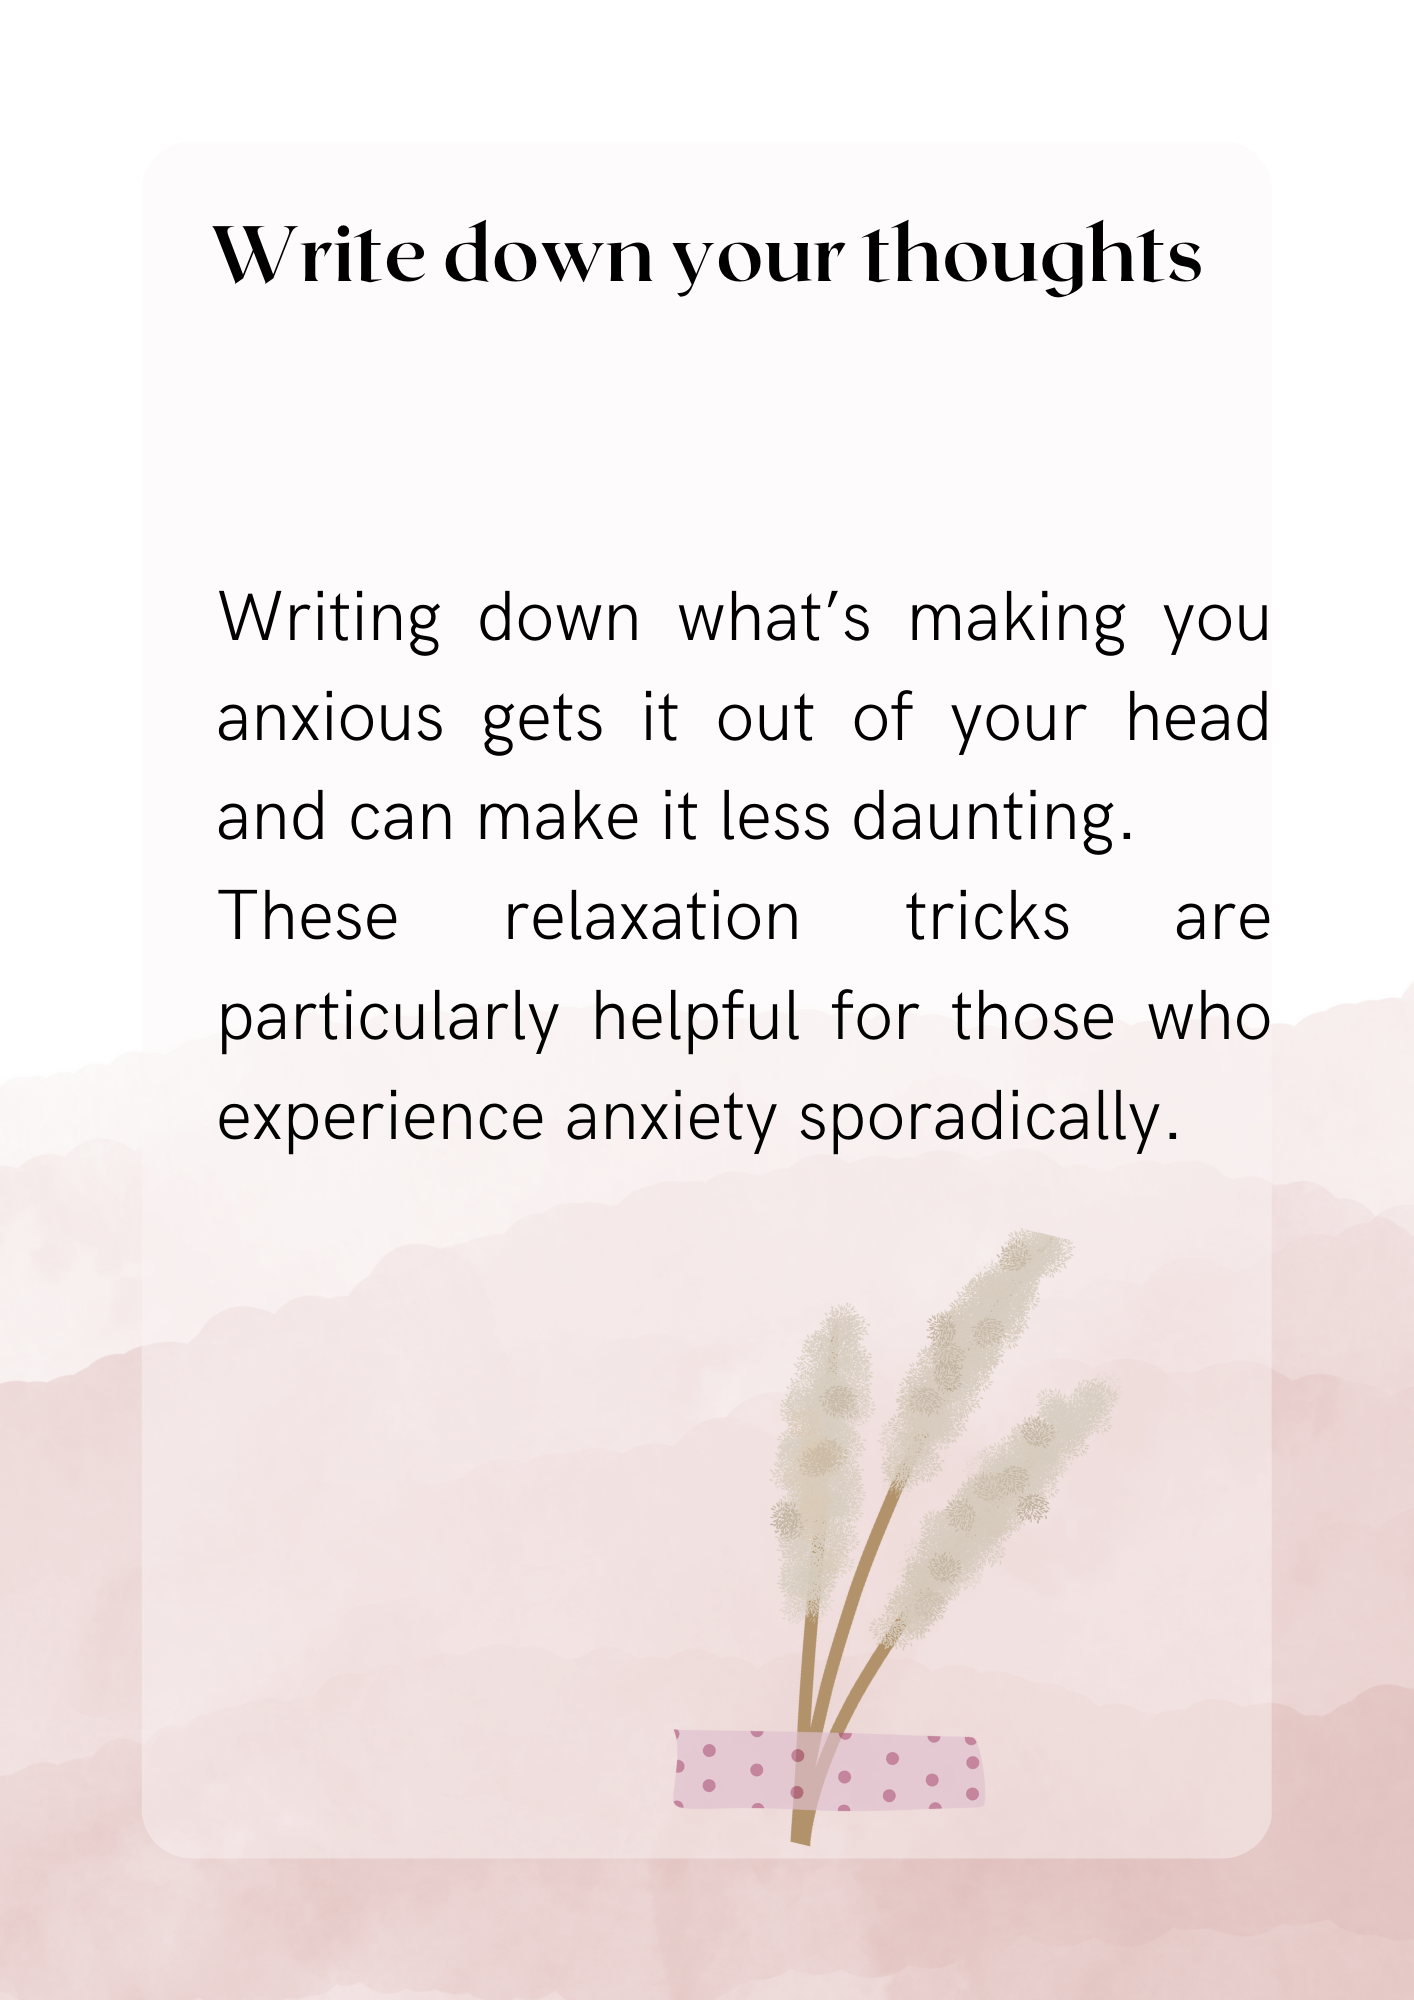 Write down your thoughts
Writing down what’s making you
anxious gets it out of your head
and can make it less daunting.
These relaxation tricks are
particularly helpful for those who
experience anxiety sporadically.